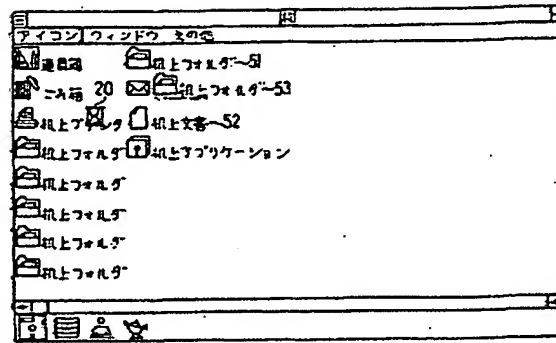 机
アイコン ウィンドウ その他
道具箱 机上フォルダ~51
ごみ箱 20 机上フォルダ~53
机上プリンタ 机上文書~52
机上フォルダ 机上アプリケーション
机上フォルダ
机上フォルダ
机上フォルダ
机上フォルダ